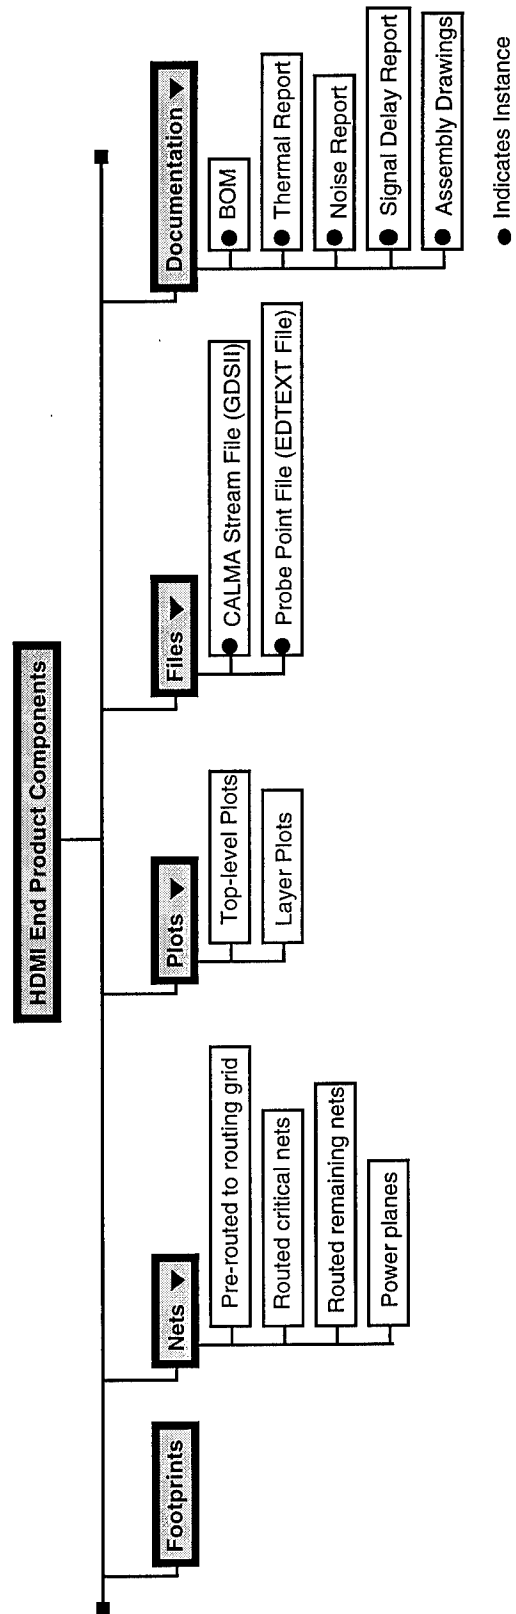 HDMI End Product Components
Footprints
Nets
Pre-routed to routing grid
Routed critical nets
Routed remaining nets
Power planes
Plots
Top-level Plots
Layer Plots
Files
CALMA Stream File (GDSII)
Probe Point File (EDTEXT File)
Documentation
BOM
Thermal Report
Noise Report
Signal Delay Report
Assembly Drawings
Indicates Instance